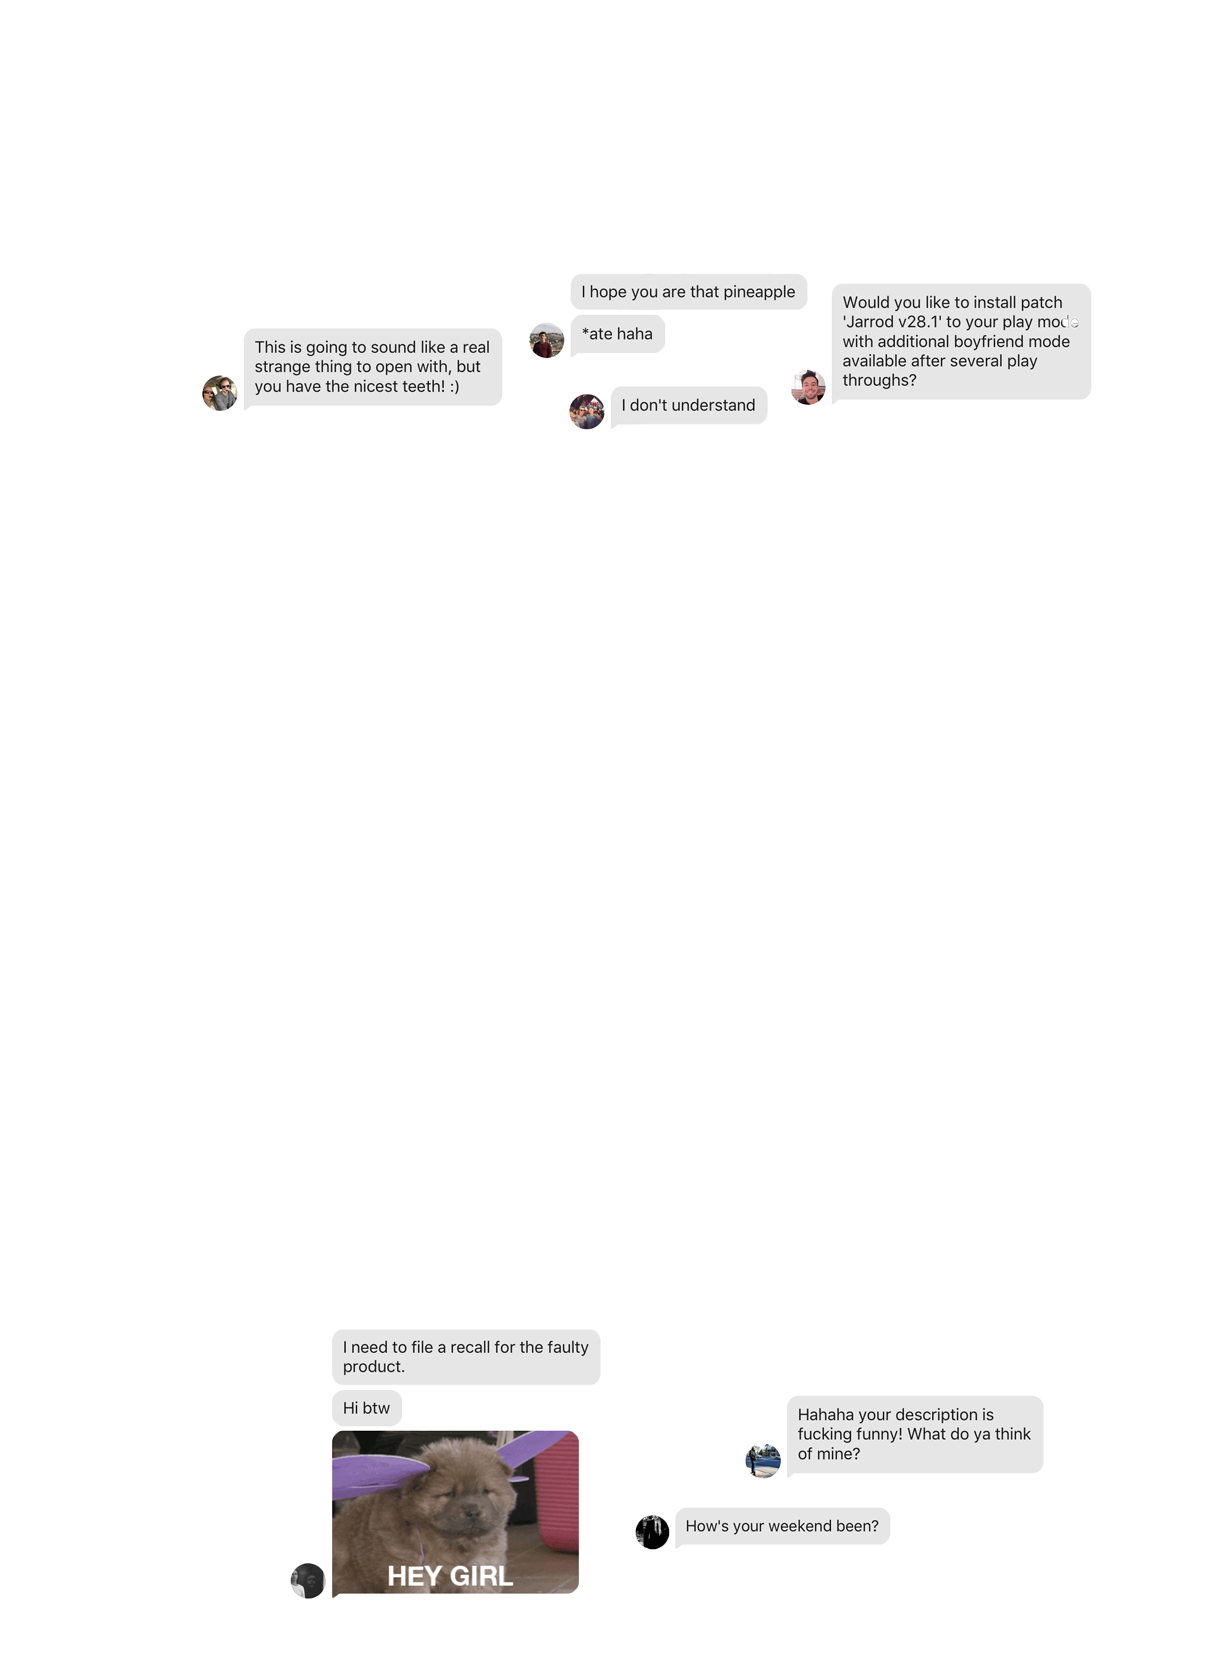 This is going to sound like a real
strange thing to open with, but
you have the nicest teeth! :)
I hope you are that pineapple
*ate haha
I don't understand
Would you like to install patch
'Jarrod v28.1' to your play mode
with additional boyfriend mode
available after several play
throughs?
I need to file a recall for the faulty
product.
Hi btw
HEY GIRL
Hahaha your description is
fucking funny! What do ya think
of mine?
How's your weekend been?